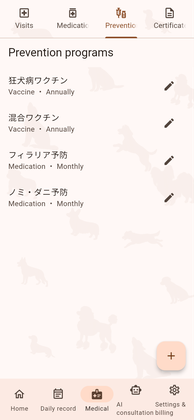 Visits
Medicatic
Preventio
Certificat
Prevention programs
狂犬病ワクチン
Vaccine • Annually
混合ワクチン
Vaccine • Annually
フィラリア予防
Medication • Monthly
ノミ・ダニ予防
Medication • Monthly
+
Home
Daily record
Medical
AI consultation
Settings & billing